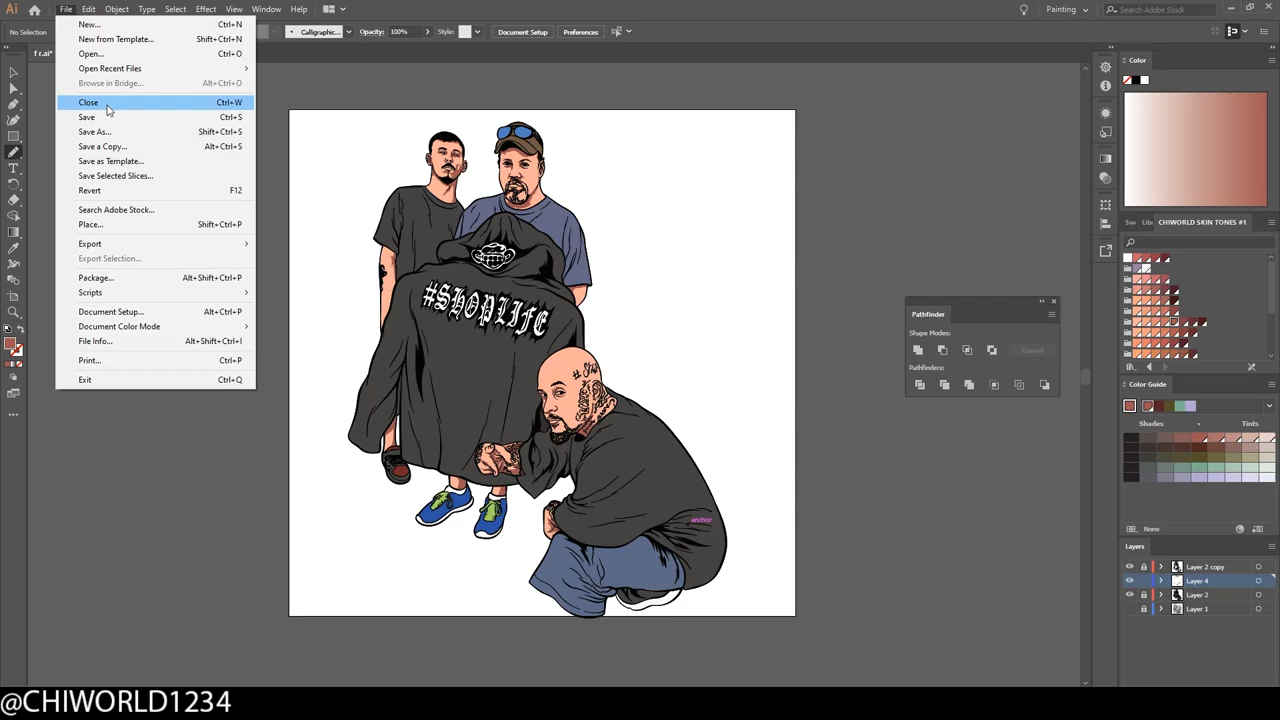 Ai File Edit Object Type Select Effect View Window Help Painting Search Adobe Stock
No Selection Calligraphic... Opacity: 100% Style: Document Setup Preferences
f r.ai*
New... Ctrl+N
New from Template... Shift+Ctrl+N
Open... Ctrl+O
Open Recent Files
Browse in Bridge... Alt+Ctrl+O
Close Ctrl+W
Save Ctrl+S
Save As... Shift+Ctrl+S
Save a Copy... Alt+Ctrl+S
Save as Template...
Save Selected Slices...
Revert F12
Search Adobe Stock...
Place... Shift+Ctrl+P
Export
Export Selection...
Package... Alt+Shift+Ctrl+P
Scripts
Document Setup... Alt+Ctrl+P
Document Color Mode
File Info... Alt+Shift+Ctrl+I
Print... Ctrl+P
Exit Ctrl+Q
#SHOPLIFE
anchor
Pathfinder
Shape Modes:
Expand
Pathfinders:
Color
Sw Lib CHIWORLD SKIN TONES #1
Color Guide
Shades Tints
None
Layers
Layer 2 copy
Layer 4
Layer 2
Layer 1
@CHIWORLD1234